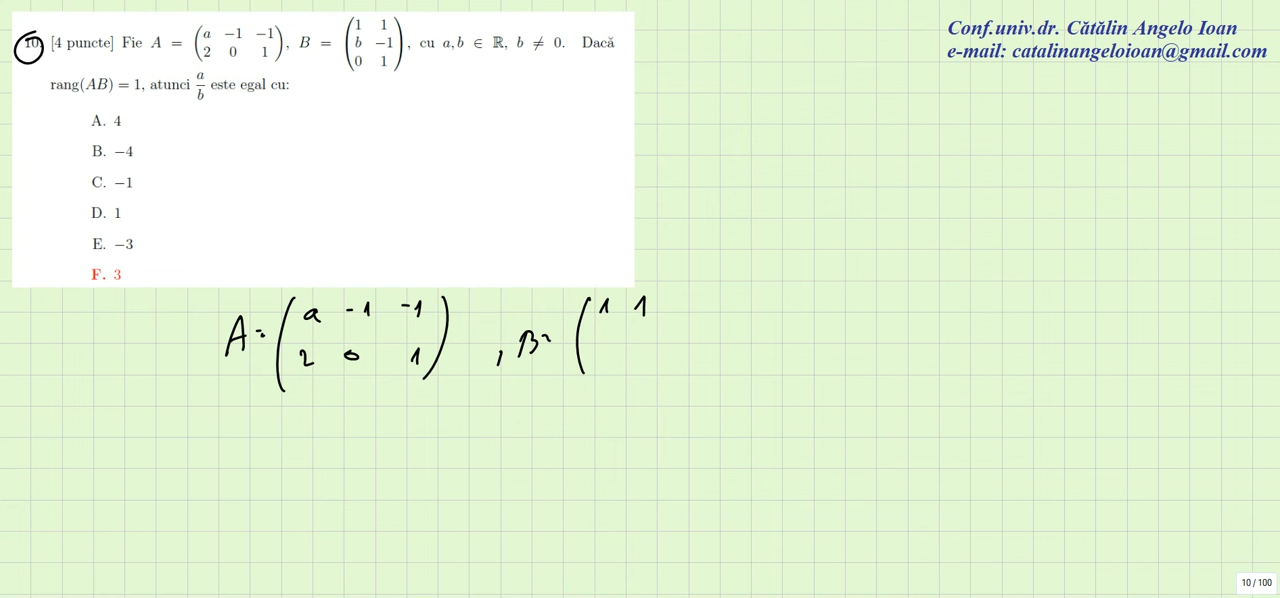 Conf.univ.dr. Cătălin Angelo Ioan
e-mail: catalinangeloioan@gmail.com
10. [4 puncte] Fie A = (a −1 −1 / 2 0 1), B = (1 1 / b −1 / 0 1), cu a, b ∈ ℝ, b ≠ 0. Dacă
rang(AB) = 1, atunci a/b este egal cu:
A. 4
B. −4
C. −1
D. 1
E. −3
F. 3
A = (a -1 -1 / 2 0 1), B = (1 1
10 / 100